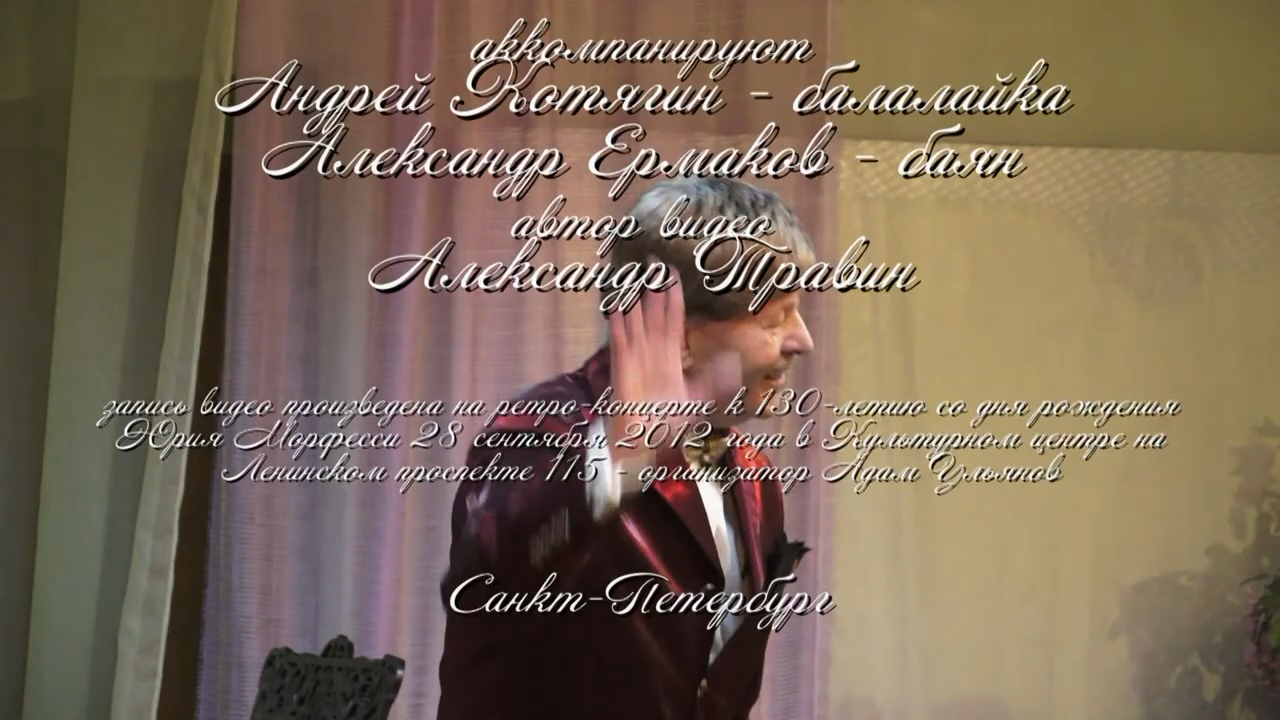 аккомпанируют
Андрей Котягин - балалайка
Александр Ермаков - баян
автор видео
Александр Травин
запись видео произведена на ретро-концерте к 130-летию со дня рождения
Юрия Морфесси 28 сентября 2012 года в Культурном центре на
Ленинском проспекте 115 - организатор Адам Ульянов
Санкт-Петербург